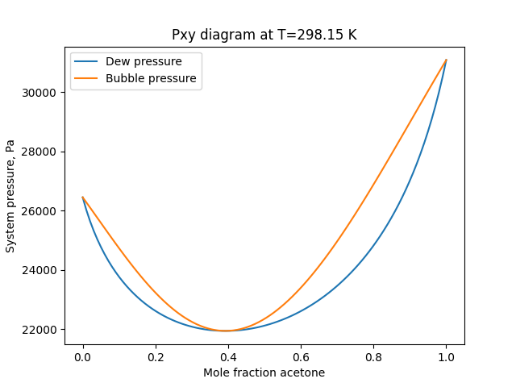 Pxy diagram at T=298.15 K
Dew pressure
Bubble pressure
System pressure, Pa
30000
28000
26000
24000
22000
0.0 0.2 0.4 0.6 0.8 1.0
Mole fraction acetone